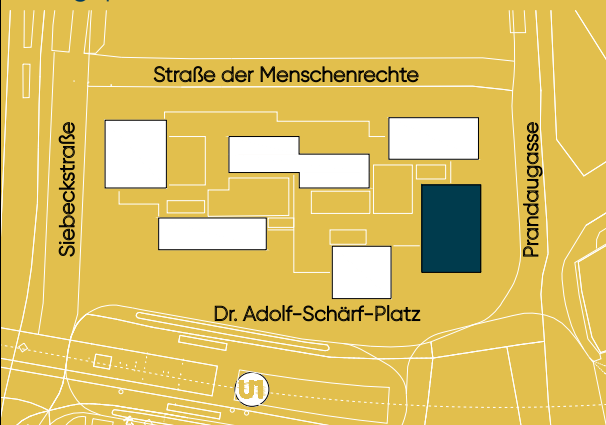 Straße der Menschenrechte
Siebeckstraße
Prandaugasse
Dr. Adolf-Schärf-Platz
U1